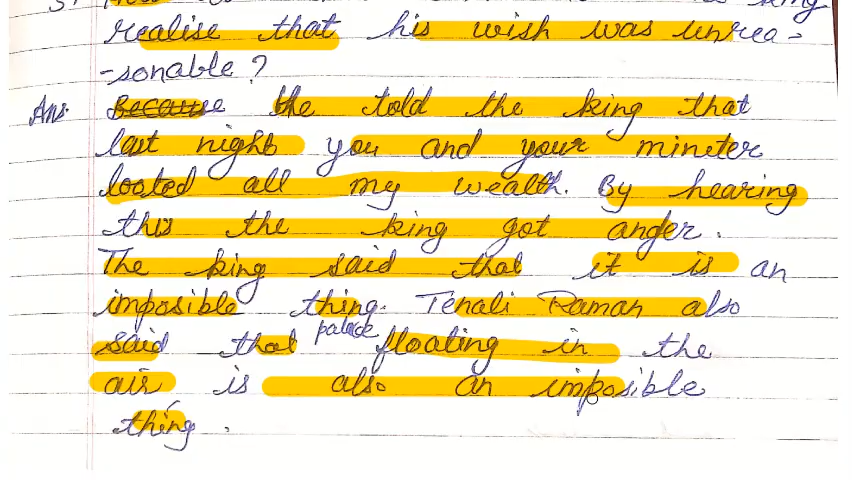 realise that his wish was unrea-
-sonable ?
Ans. Because the told the king that
last night you and your mineter
looted all my wealth. By hearing
this the king got anger.
The king said that it is an
imposible thing. Tenali Raman also
said that palace floating in the
air is also an imposible
thing.